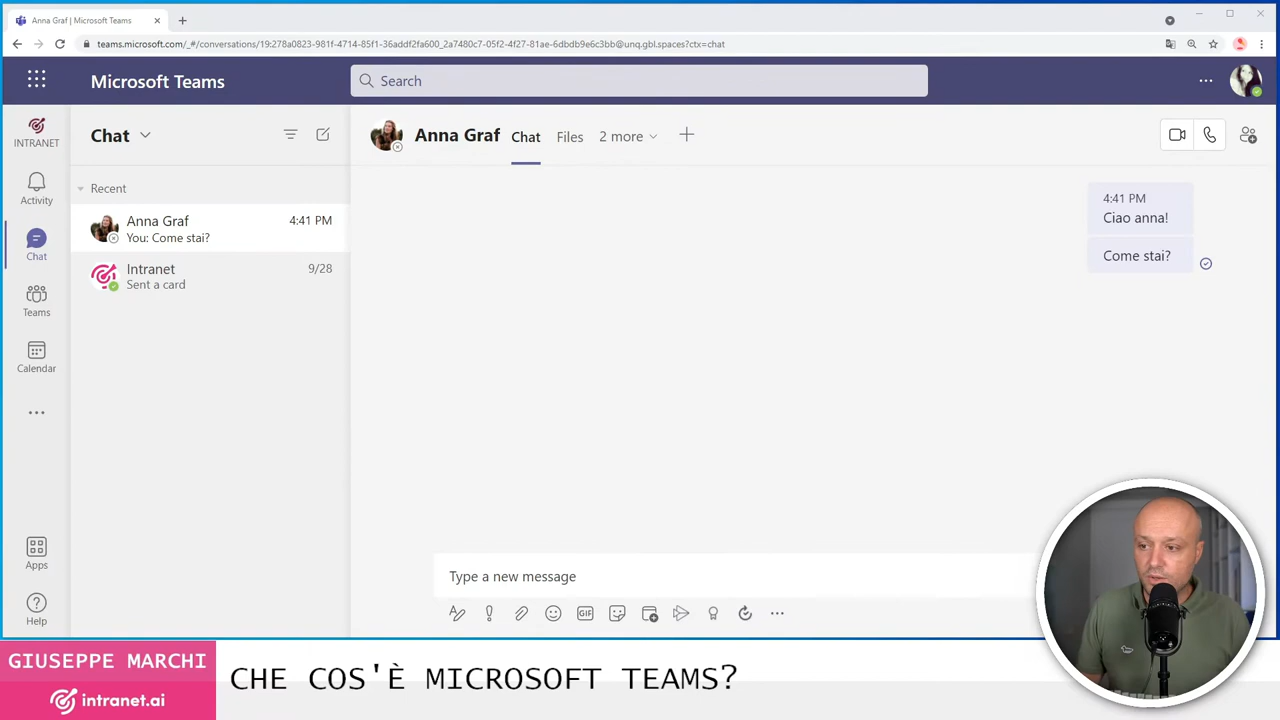 Anna Graf | Microsoft Teams
teams.microsoft.com/_#/conversations/19:278a0823-981f-4714-85f1-36addf2fa600_2a7480c7-05f2-4f27-81ae-6dbdb9e6c3bb@unq.gbl.spaces?ctx=chat
Microsoft Teams
Search
INTRANET
Activity
Chat
Teams
Calendar
Apps
Help
Chat
Recent
Anna Graf 4:41 PM
You: Come stai?
Intranet 9/28
Sent a card
Anna Graf Chat Files 2 more
4:41 PM
Ciao anna!
Come stai?
Type a new message
GIF
GIUSEPPE MARCHI
intranet.ai
CHE COS'È MICROSOFT TEAMS?